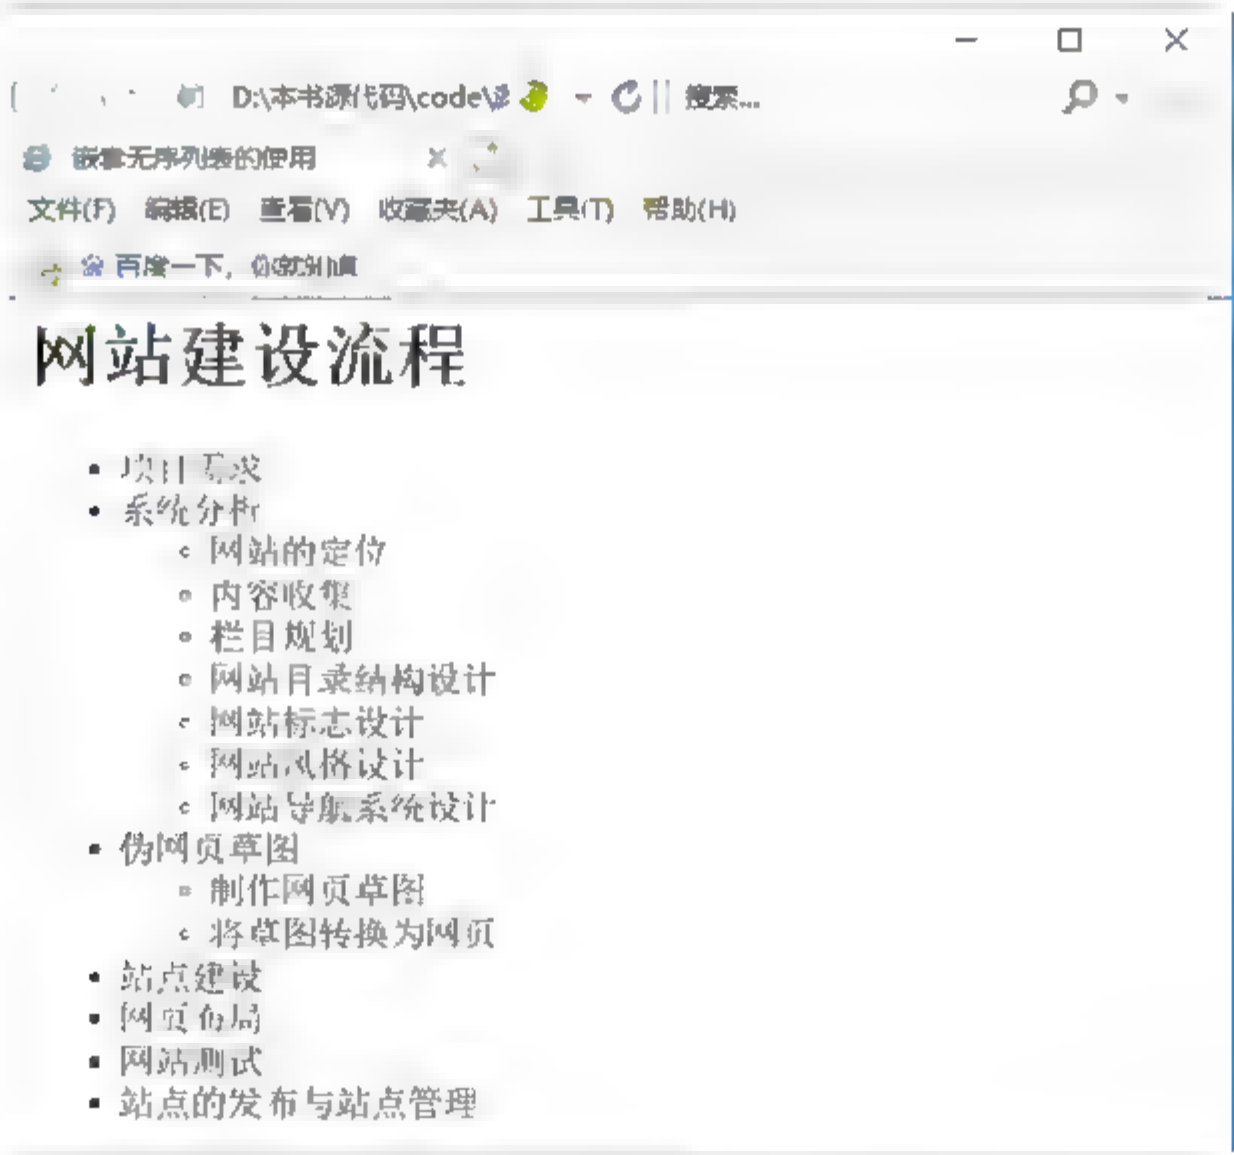 D:\本书源代码\code\
搜索...
嵌套无序列表的使用
文件(F) 编辑(E) 查看(V) 收藏夹(A) 工具(T) 帮助(H)
百度一下，你就知道
网站建设流程
项目需求
系统分析
网站的定位
内容收集
栏目规划
网站目录结构设计
网站标志设计
网站风格设计
网站导航系统设计
伪网页草图
制作网页草图
将草图转换为网页
站点建设
网页布局
网站测试
站点的发布与站点管理